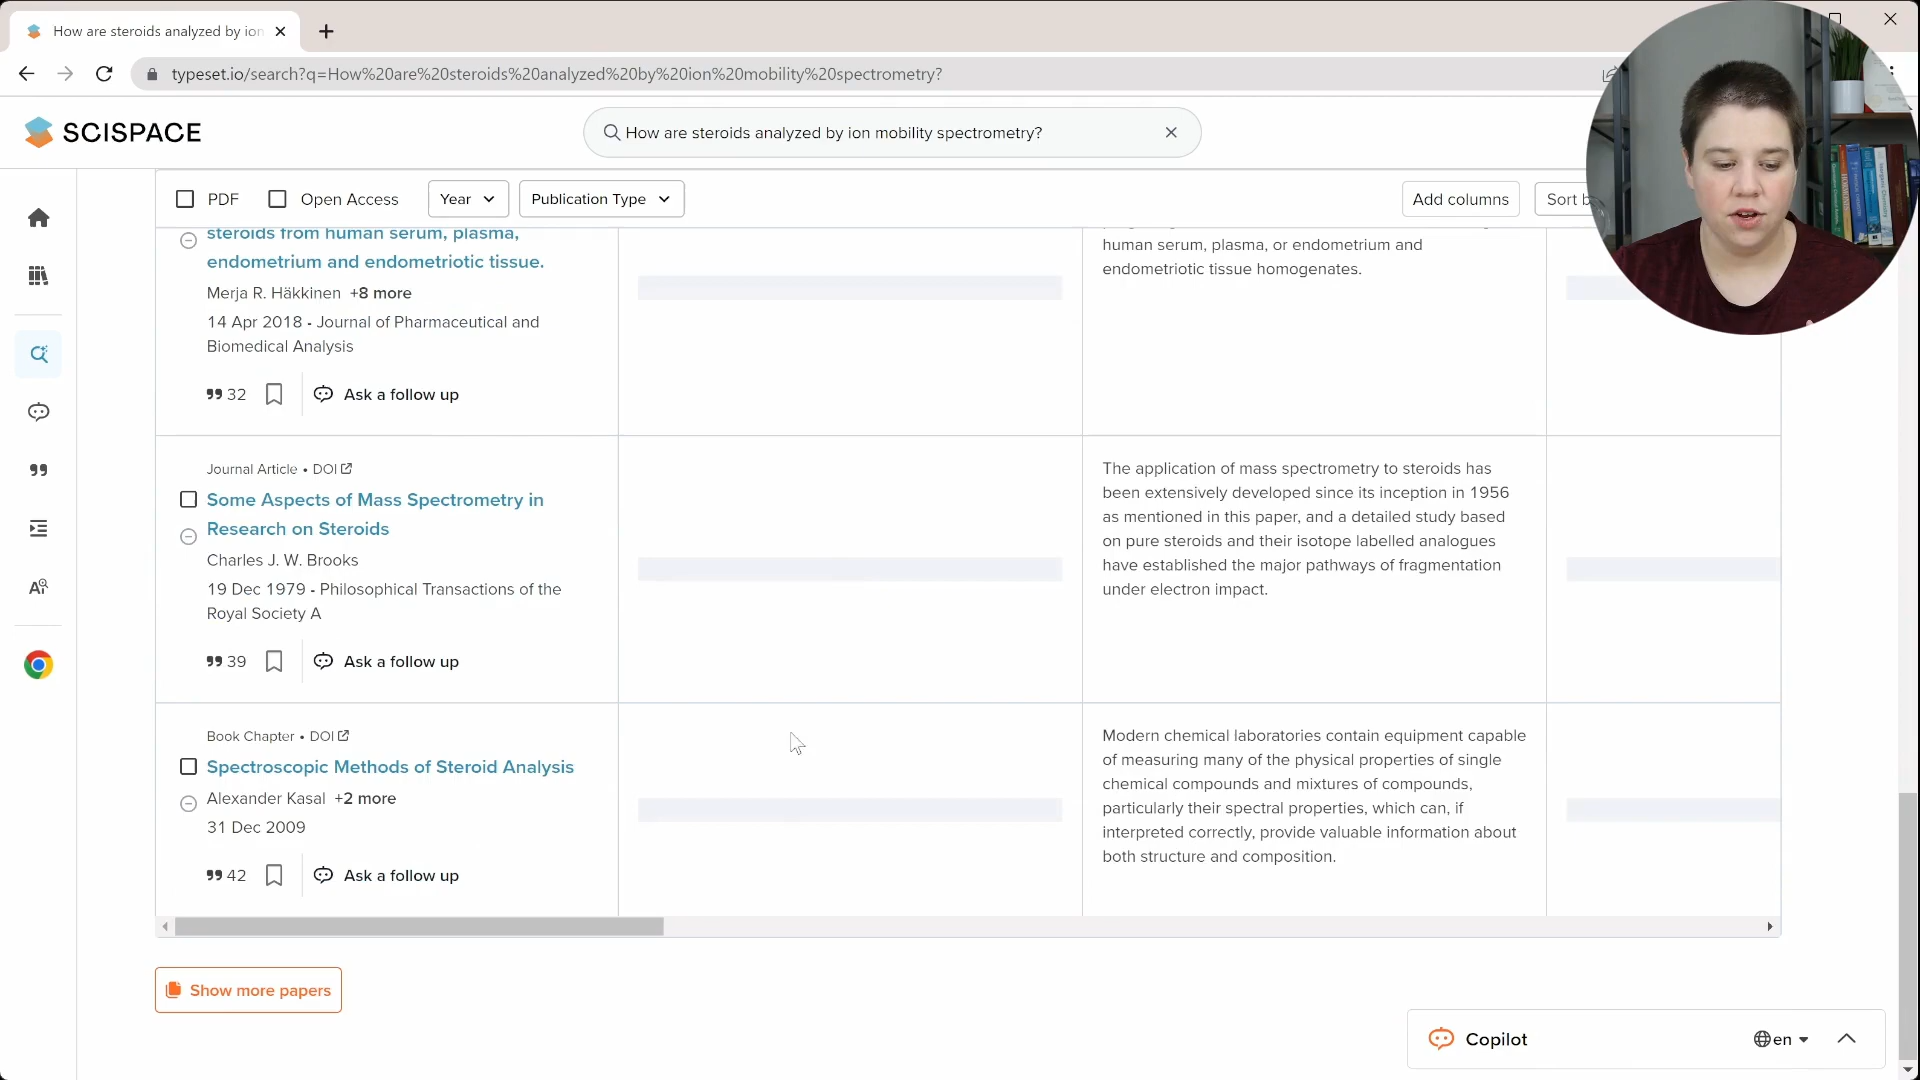 How are steroids analyzed by ion
typeset.io/search?q=How%20are%20steroids%20analyzed%20by%20ion%20mobility%20spectrometry?
SCISPACE
How are steroids analyzed by ion mobility spectrometry?
PDF
Open Access
Year
Publication Type
Add columns
Sort b
steroids from human serum, plasma,
endometrium and endometriotic tissue.
Merja R. Häkkinen +8 more
14 Apr 2018 - Journal of Pharmaceutical and
Biomedical Analysis
32
Ask a follow up
human serum, plasma, or endometrium and
endometriotic tissue homogenates.
Journal Article • DOI
Some Aspects of Mass Spectrometry in
Research on Steroids
Charles J. W. Brooks
19 Dec 1979 - Philosophical Transactions of the
Royal Society A
39
Ask a follow up
The application of mass spectrometry to steroids has
been extensively developed since its inception in 1956
as mentioned in this paper, and a detailed study based
on pure steroids and their isotope labelled analogues
have established the major pathways of fragmentation
under electron impact.
Book Chapter • DOI
Spectroscopic Methods of Steroid Analysis
Alexander Kasal +2 more
31 Dec 2009
42
Ask a follow up
Modern chemical laboratories contain equipment capable
of measuring many of the physical properties of single
chemical compounds and mixtures of compounds,
particularly their spectral properties, which can, if
interpreted correctly, provide valuable information about
both structure and composition.
Show more papers
Copilot
en